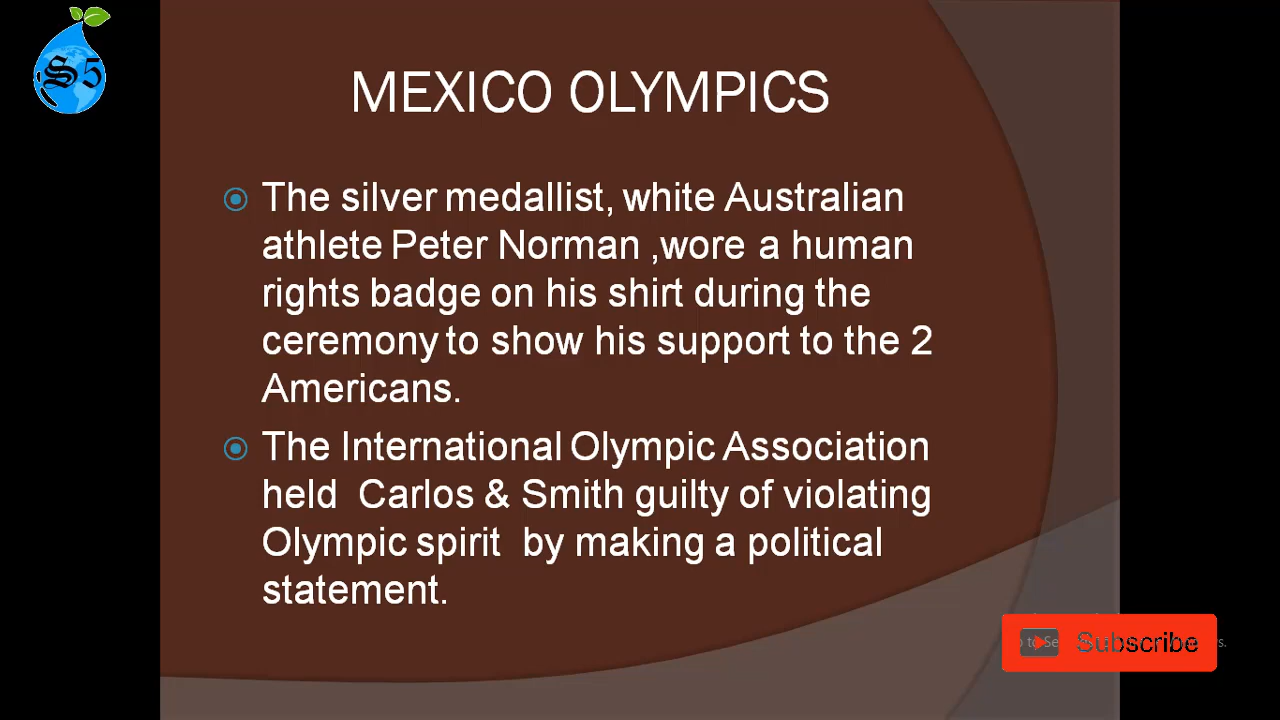 S5
MEXICO OLYMPICS
The silver medallist, white Australian
athlete Peter Norman ,wore a human
rights badge on his shirt during the
ceremony to show his support to the 2
Americans.
The International Olympic Association
held Carlos & Smith guilty of violating
Olympic spirit by making a political
statement.
Subscribe